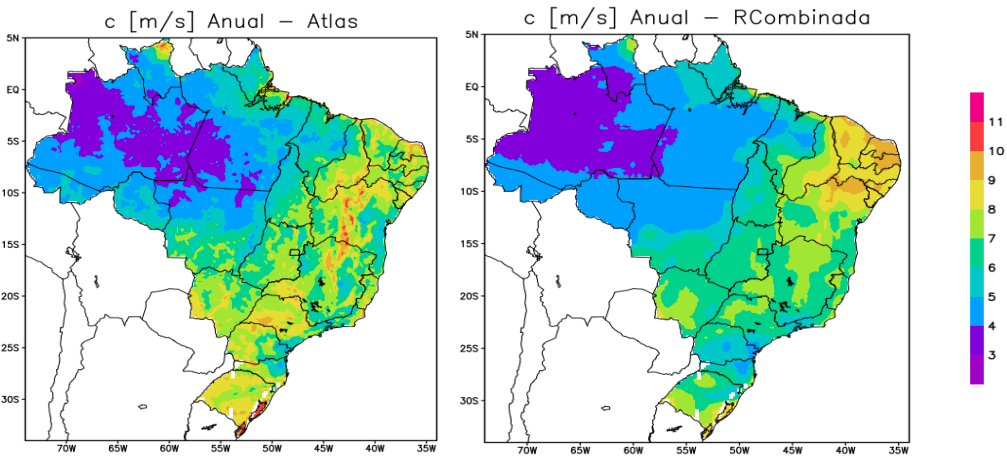 c [m/s] Anual – Atlas
5N
EQ
5S
10S
15S
20S
25S
30S
70W 65W 60W 55W 50W 45W 40W 35W
c [m/s] Anual – RCombinada
5N
EQ
5S
10S
15S
20S
25S
30S
70W 65W 60W 55W 50W 45W 40W 35W
11
10
9
8
7
6
5
4
3